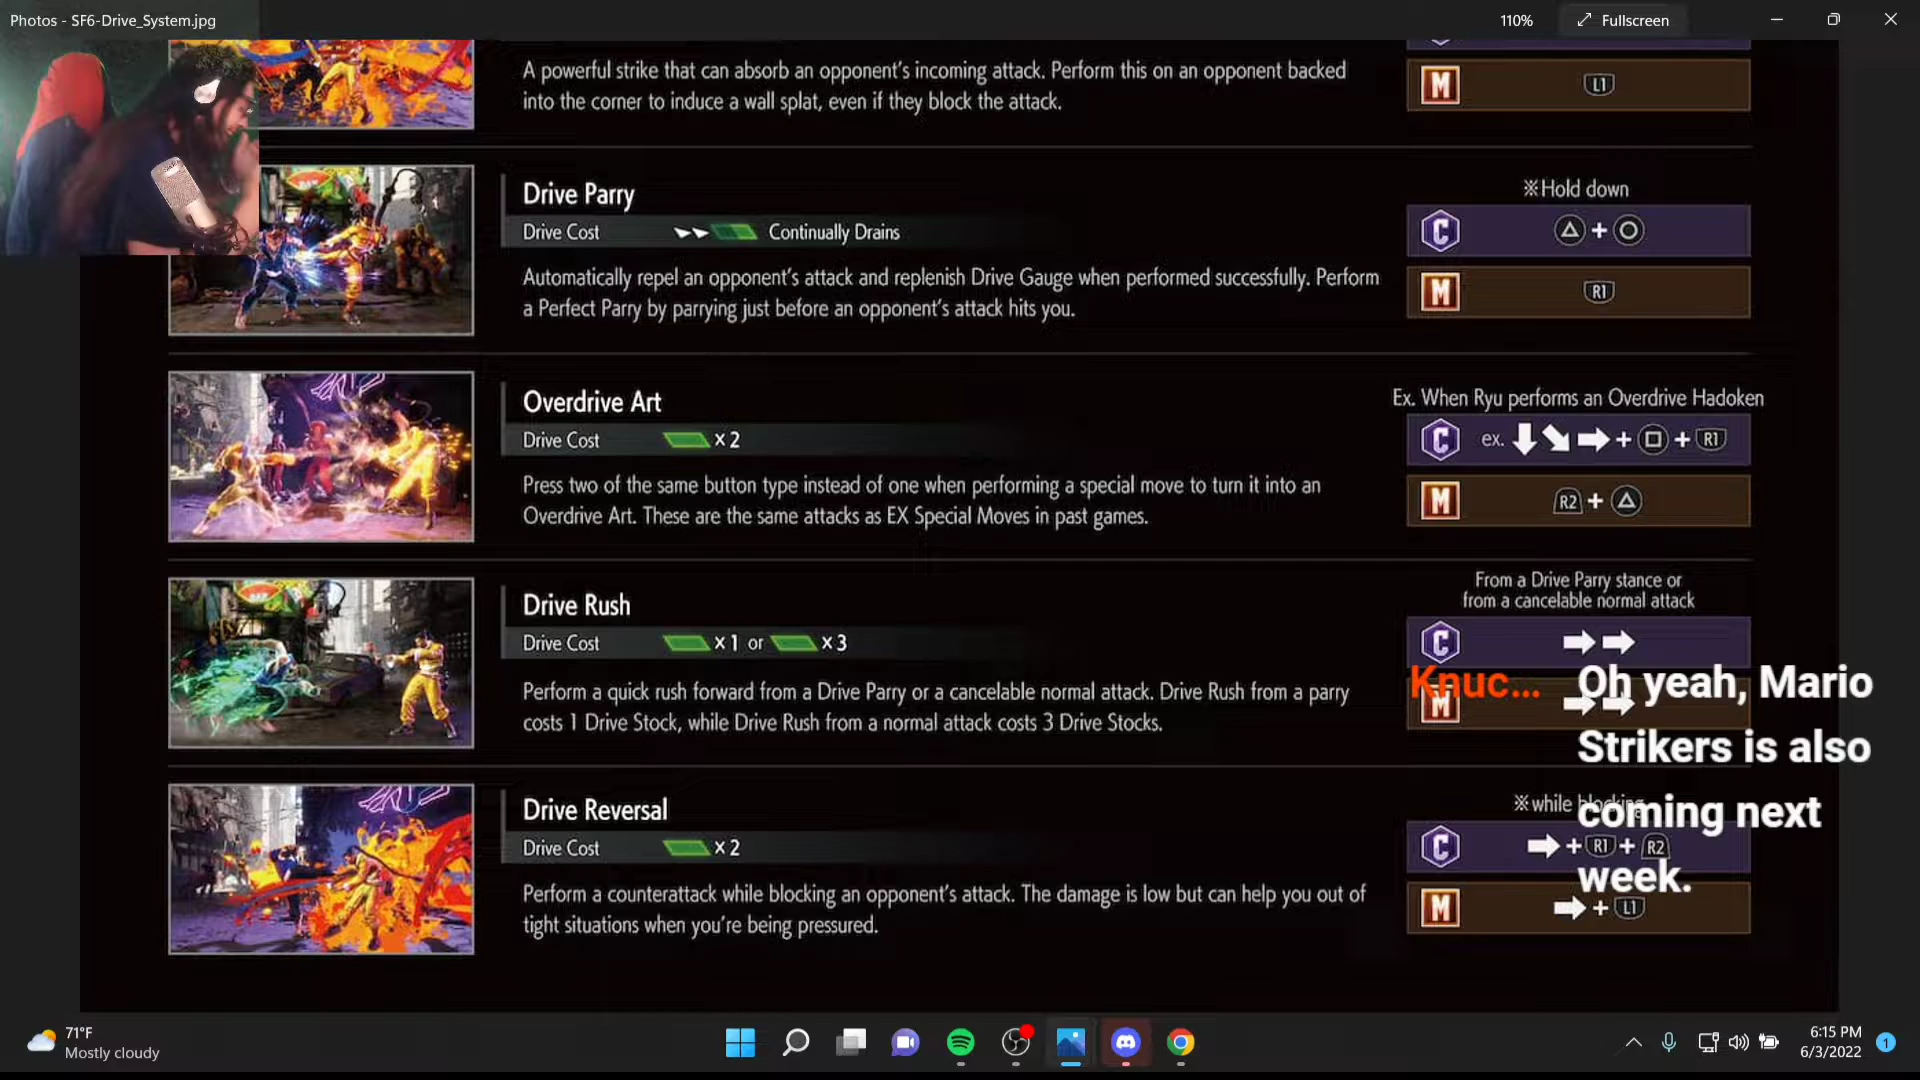 Photos - SF6-Drive_System.jpg
110%
Fullscreen
A powerful strike that can absorb an opponent's incoming attack. Perform this on an opponent backed
into the corner to induce a wall splat, even if they block the attack.
M L1
Drive Parry
Drive Cost Continually Drains
Automatically repel an opponent's attack and replenish Drive Gauge when performed successfully. Perform
a Perfect Parry by parrying just before an opponent's attack hits you.
※Hold down
C △ + ○
M R1
Overdrive Art
Drive Cost x 2
Press two of the same button type instead of one when performing a special move to turn it into an
Overdrive Art. These are the same attacks as EX Special Moves in past games.
Ex. When Ryu performs an Overdrive Hadoken
C ex. ↓ ↘ → + □ + R1
M R2 + △
Drive Rush
Drive Cost x 1 or x 3
Perform a quick rush forward from a Drive Parry or a cancelable normal attack. Drive Rush from a parry
costs 1 Drive Stock, while Drive Rush from a normal attack costs 3 Drive Stocks.
From a Drive Parry stance or
from a cancelable normal attack
C → →
M → →
Knuc... Oh yeah, Mario
Strikers is also
coming next
week.
Drive Reversal
Drive Cost x 2
Perform a counterattack while blocking an opponent's attack. The damage is low but can help you out of
tight situations when you're being pressured.
※while blocking
C → + R1 + R2
M → + L1
71°F
Mostly cloudy
6:15 PM
6/3/2022
1